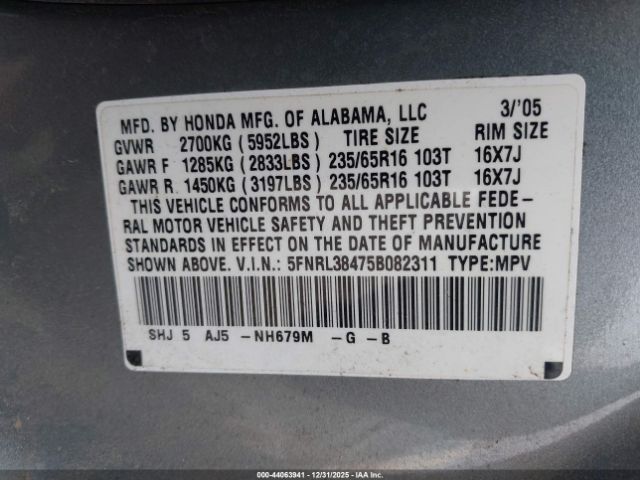 MFD. BY HONDA MFG. OF ALABAMA, LLC 3/'05
GVWR 2700KG (5952LBS) TIRE SIZE RIM SIZE
GAWR F 1285KG (2833LBS) 235/65R16 103T 16X7J
GAWR R 1450KG (3197LBS) 235/65R16 103T 16X7J
THIS VEHICLE CONFORMS TO ALL APPLICABLE FEDE-
RAL MOTOR VEHICLE SAFETY AND THEFT PREVENTION
STANDARDS IN EFFECT ON THE DATE OF MANUFACTURE
SHOWN ABOVE. V.I.N.: 5FNRL38475B082311 TYPE:MPV
SHJ 5 AJ5 -NH679M -G -B
000-44063941 - 12/31/2025 - IAAI.COM